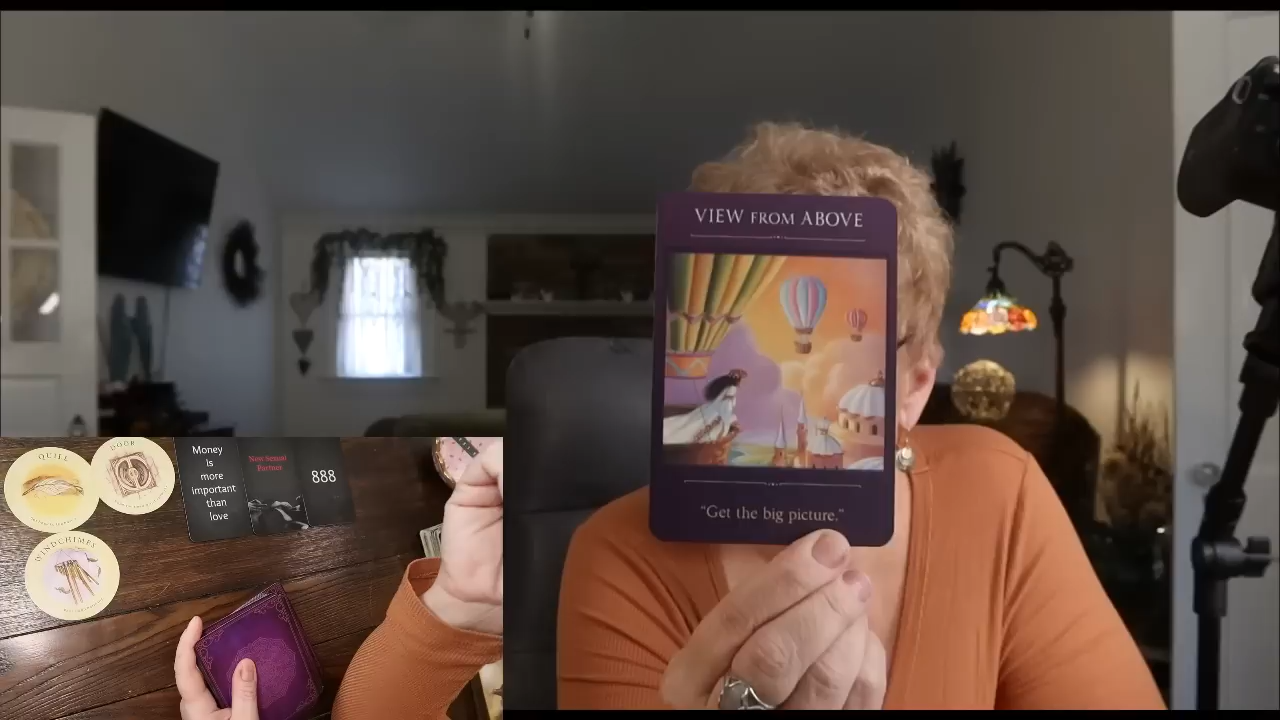 VIEW FROM ABOVE
"Get the big picture."
QUILL
DOOR
WINDCHIMES
Money
is
more
important
than
love
New Sexual
Partner
888